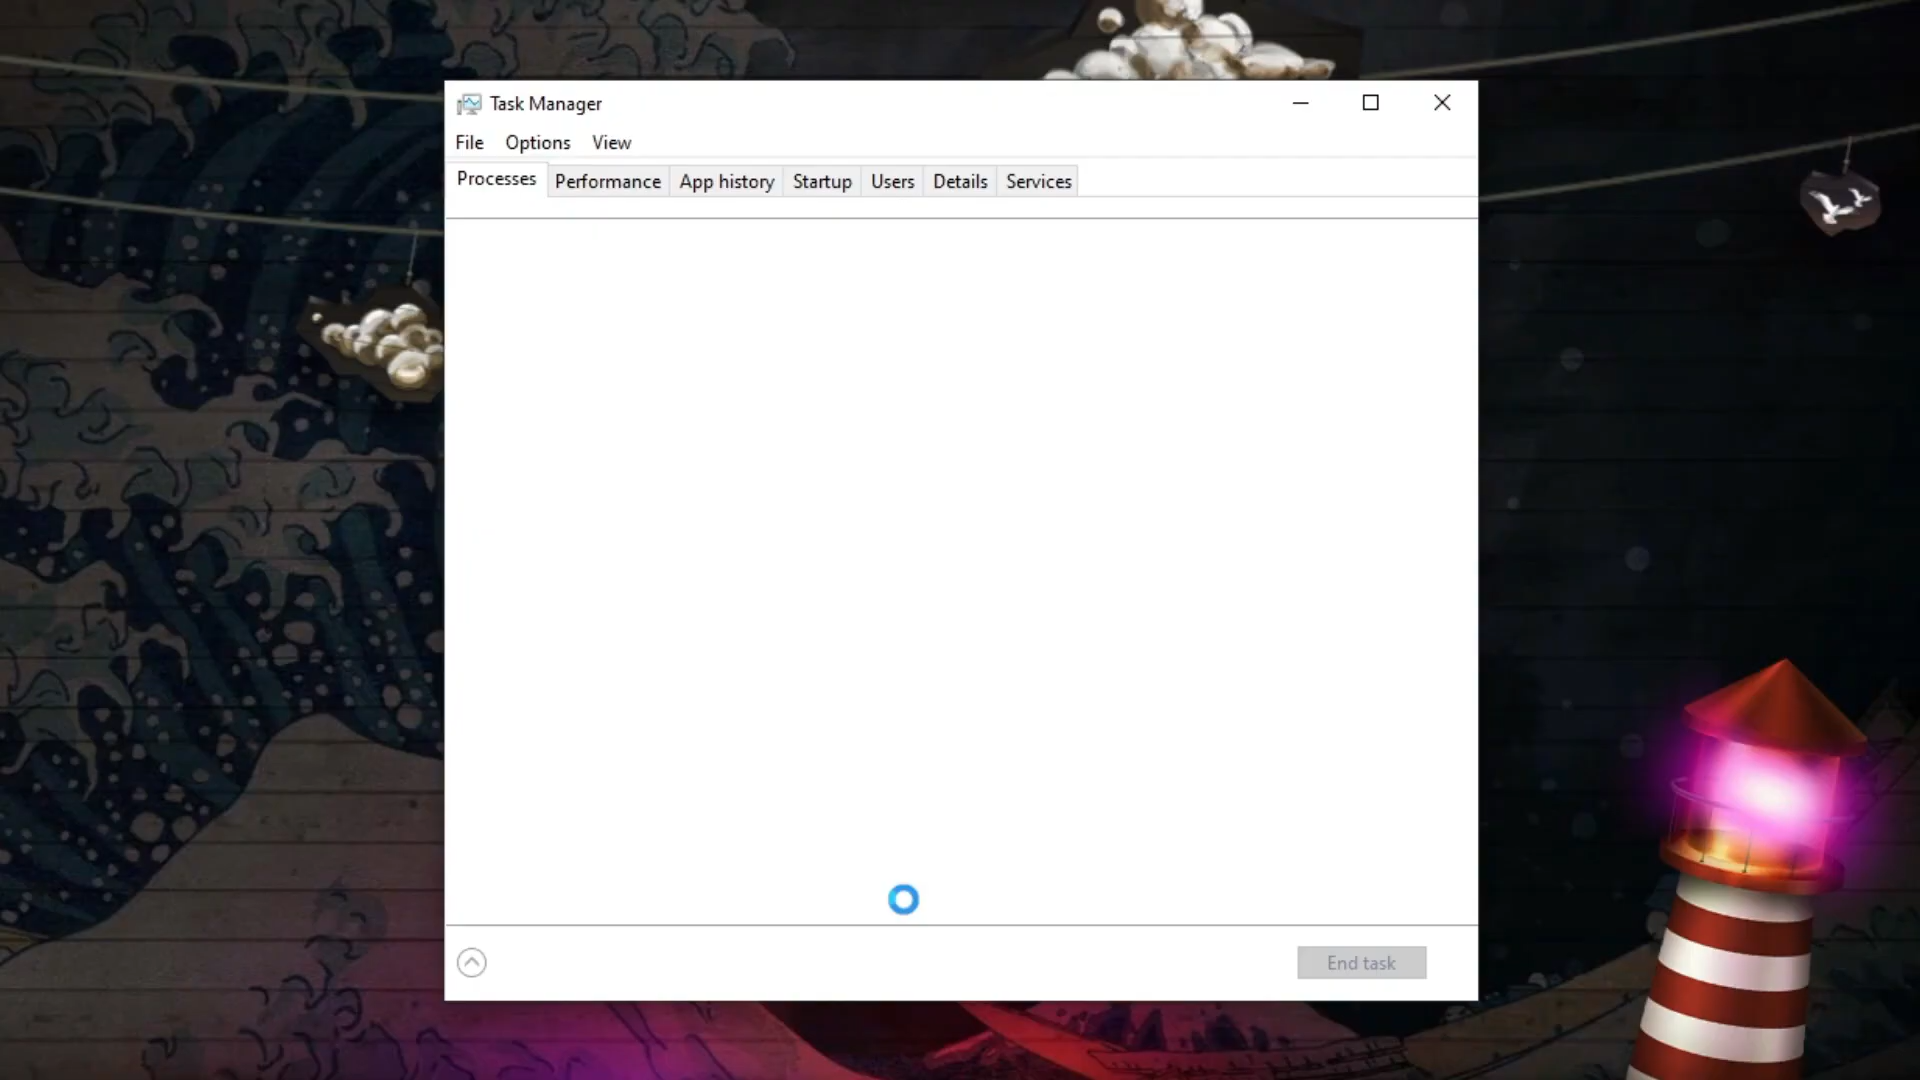 Task Manager
File Options View
Processes Performance App history Startup Users Details Services
End task